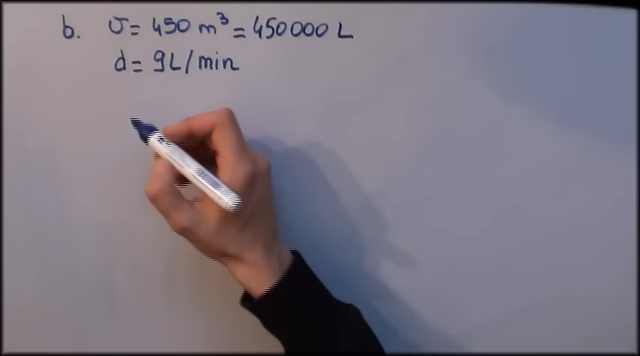 b. V = 450 m³ = 450000 L
d = 9L/min